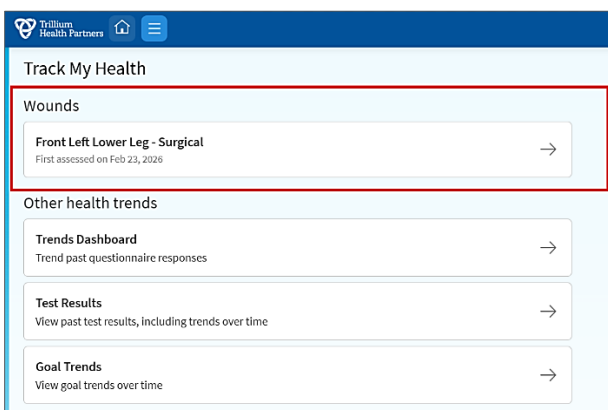 Trillium
Health Partners
Track My Health
Wounds
Front Left Lower Leg - Surgical
First assessed on Feb 23, 2026
Other health trends
Trends Dashboard
Trend past questionnaire responses
Test Results
View past test results, including trends over time
Goal Trends
View goal trends over time